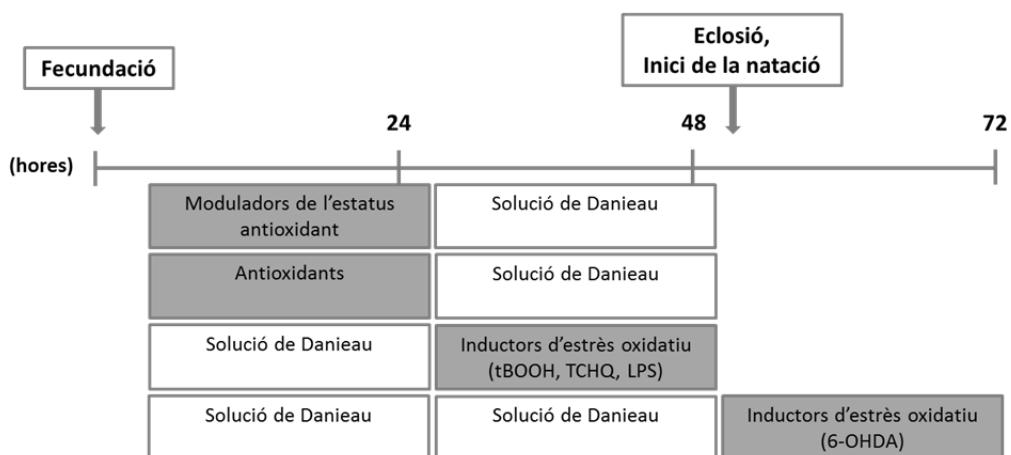 Fecundació
Eclosió,
Inici de la natació
24
48
72
(hores)
Moduladors de l'estatus
antioxidant
Solució de Danieau
Antioxidants
Solució de Danieau
Solució de Danieau
Inductors d'estrès oxidatiu
(tBOOH, TCHQ, LPS)
Solució de Danieau
Solució de Danieau
Inductors d'estrès oxidatiu
(6-OHDA)